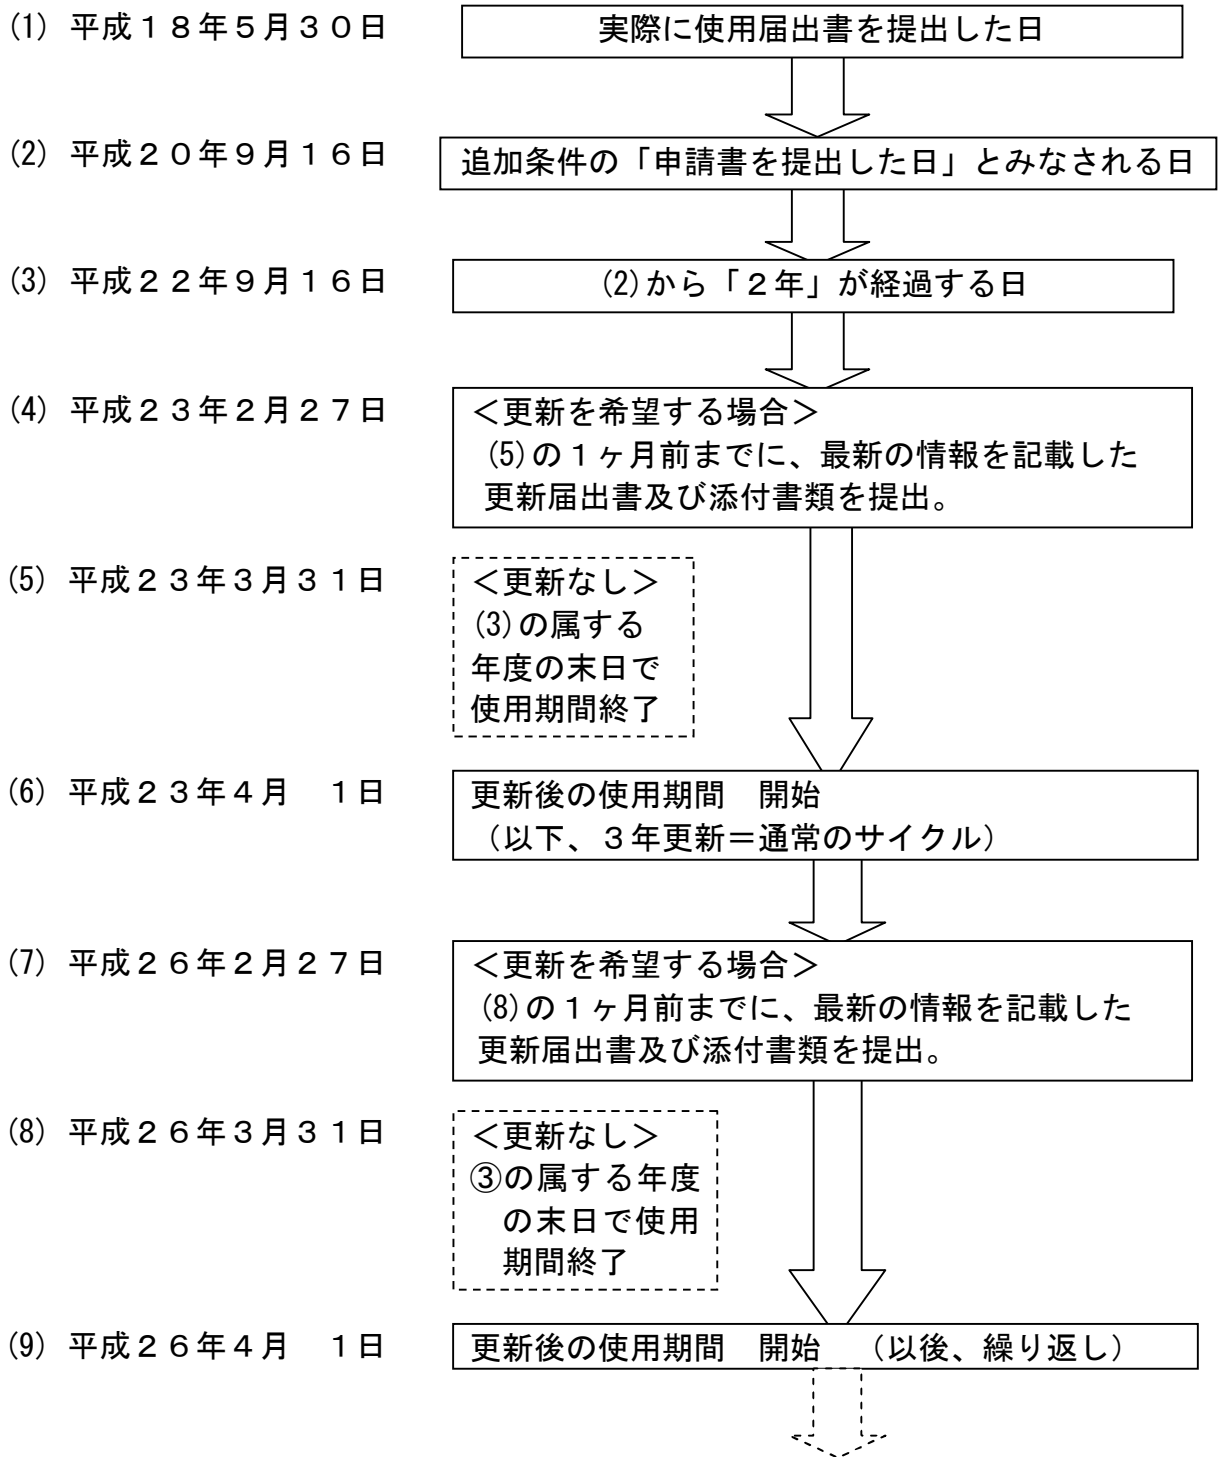 (1) 平成１８年５月３０日
実際に使用届出書を提出した日
(2) 平成２０年９月１６日
追加条件の「申請書を提出した日」とみなされる日
(3) 平成２２年９月１６日
(2)から「２年」が経過する日
(4) 平成２３年２月２７日
＜更新を希望する場合＞
(5)の１ヶ月前までに、最新の情報を記載した
更新届出書及び添付書類を提出。
(5) 平成２３年３月３１日
＜更新なし＞
(3)の属する
年度の末日で
使用期間終了
(6) 平成２３年４月　１日
更新後の使用期間　開始
（以下、３年更新＝通常のサイクル）
(7) 平成２６年２月２７日
＜更新を希望する場合＞
(8)の１ヶ月前までに、最新の情報を記載した
更新届出書及び添付書類を提出。
(8) 平成２６年３月３１日
＜更新なし＞
③の属する年度
の末日で使用
期間終了
(9) 平成２６年４月　１日
更新後の使用期間　開始　（以後、繰り返し）